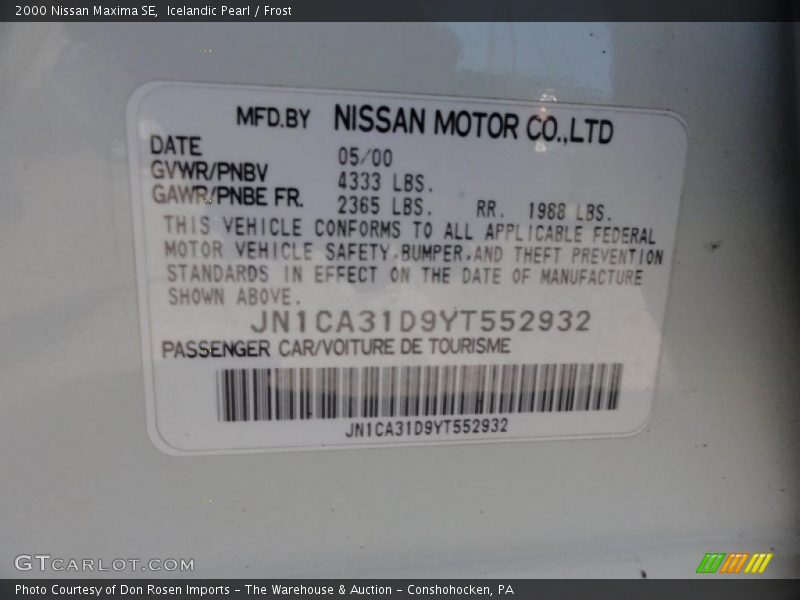 2000 Nissan Maxima SE,  Icelandic Pearl / Frost
MFD.BY NISSAN MOTOR CO.,LTD
DATE 05/00
GVWR/PNBV 4333 LBS.
GAWR/PNBE FR. 2365 LBS. RR. 1988 LBS.
THIS VEHICLE CONFORMS TO ALL APPLICABLE FEDERAL
MOTOR VEHICLE SAFETY,BUMPER,AND THEFT PREVENTION
STANDARDS IN EFFECT ON THE DATE OF MANUFACTURE
SHOWN ABOVE.
JN1CA31D9YT552932
PASSENGER CAR/VOITURE DE TOURISME
JN1CA31D9YT552932
GTCARLOT.COM
Photo Courtesy of Don Rosen Imports - The Warehouse & Auction - Conshohocken, PA